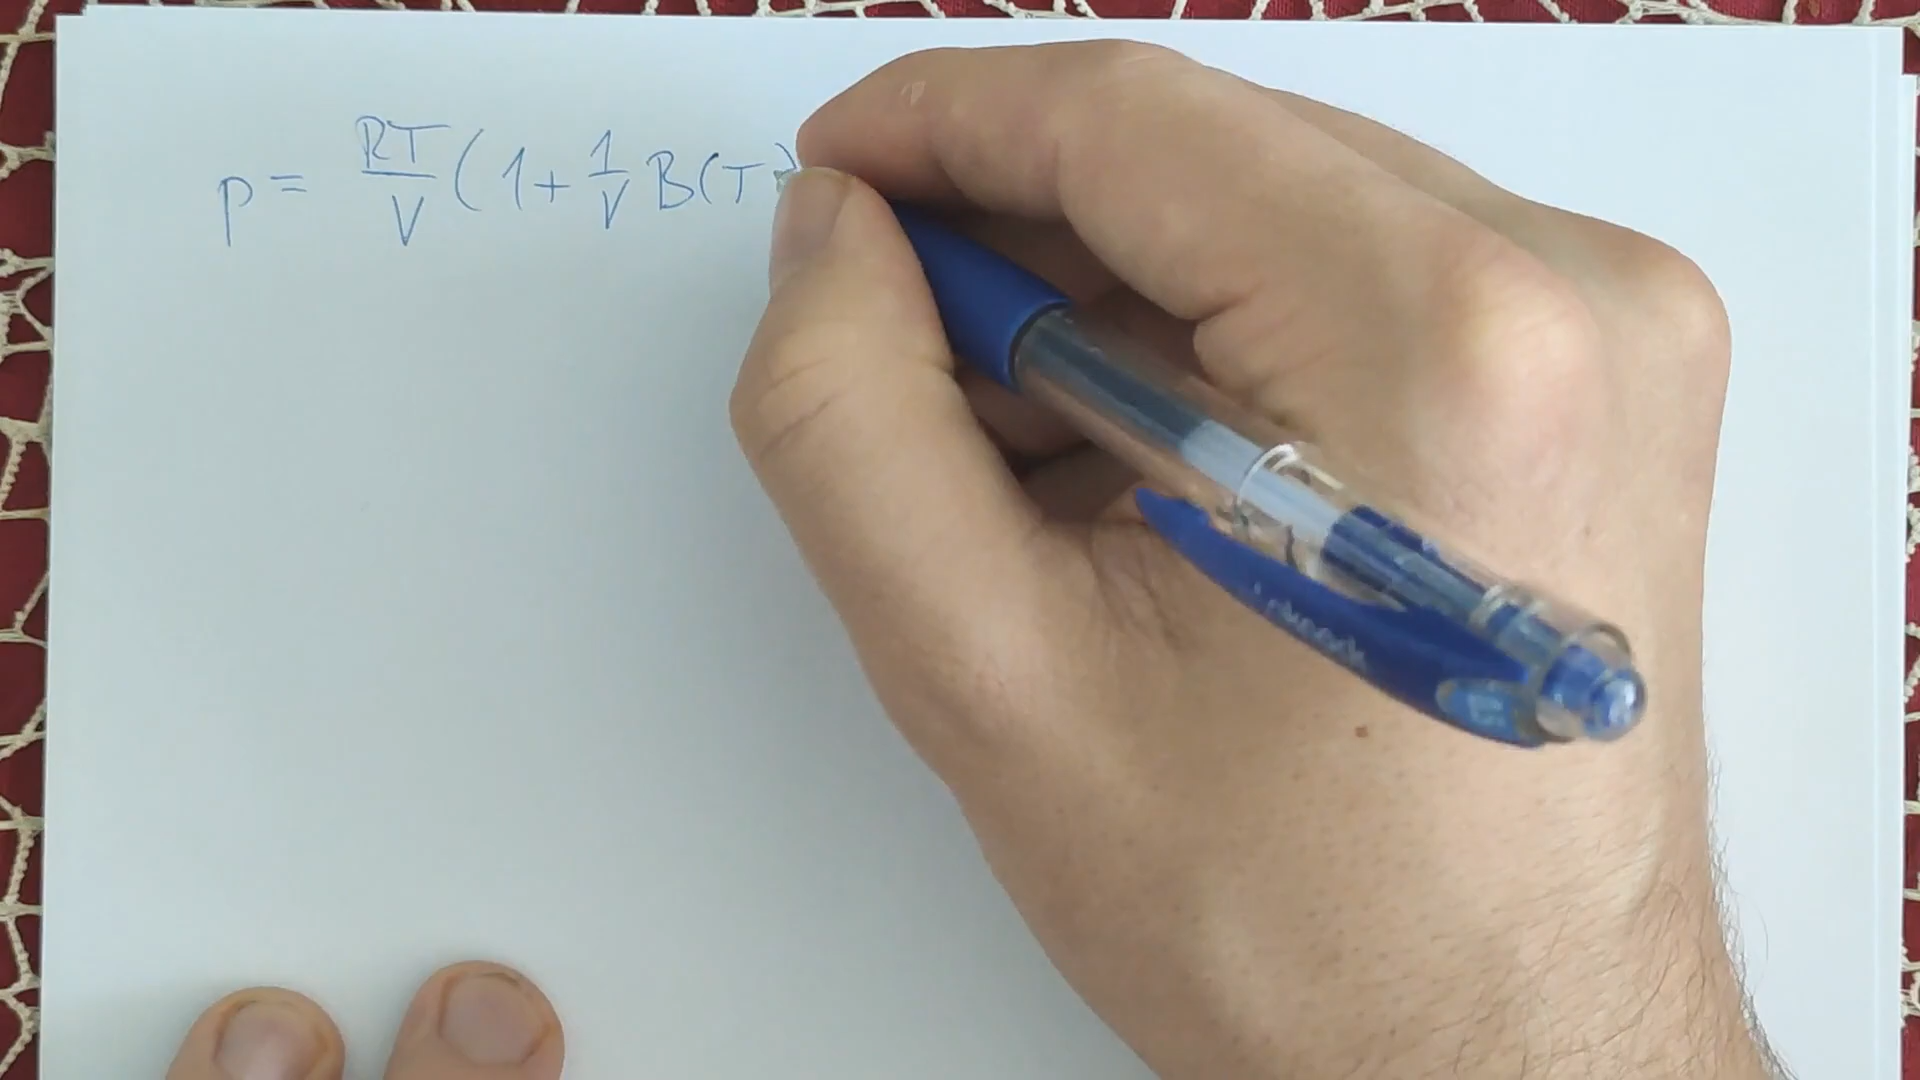 p = RT/V (1 + 1/V B(T)